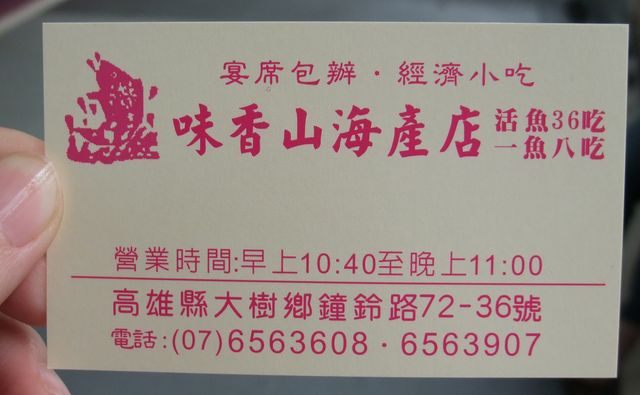 宴席包辦·經濟小吃
味香山海產店
活魚36吃
一魚八吃
營業時間:早上10:40至晚上11:00
高雄縣大樹鄉鐘鈴路72-36號
電話:(07)6563608·6563907